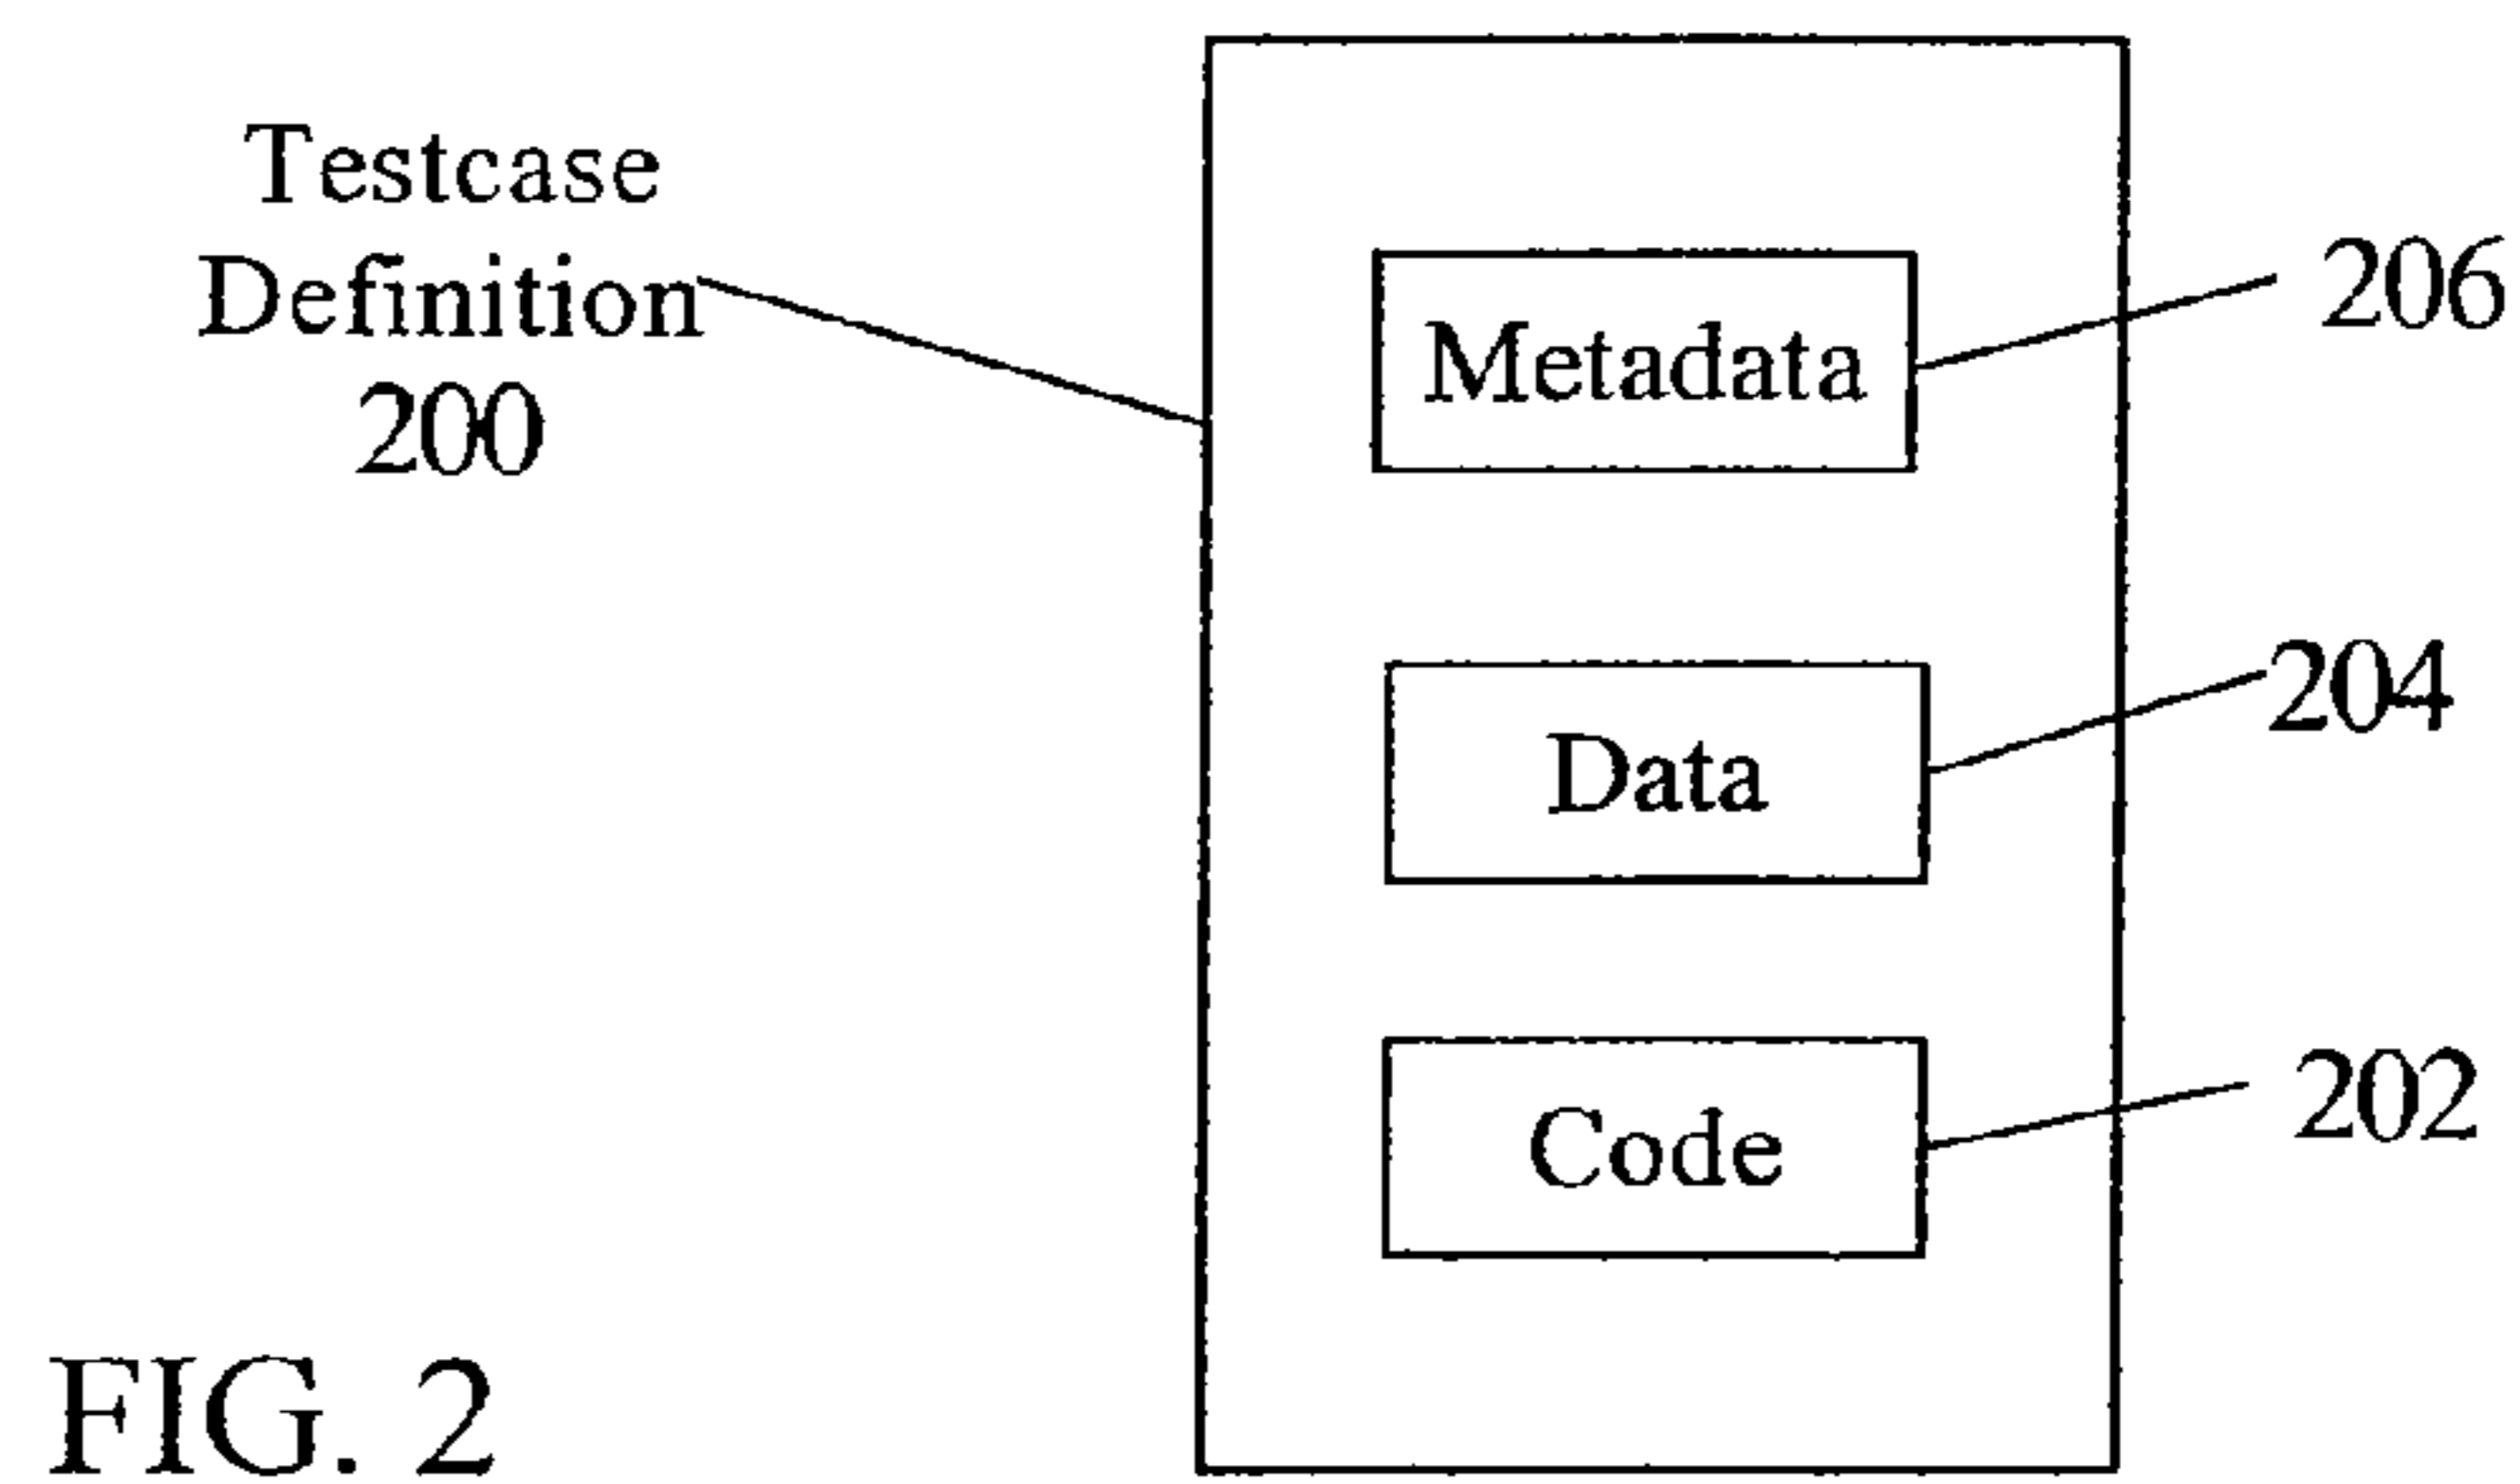 Testcase
Definition
200
Metadata
206
Data
204
Code
202
FIG. 2